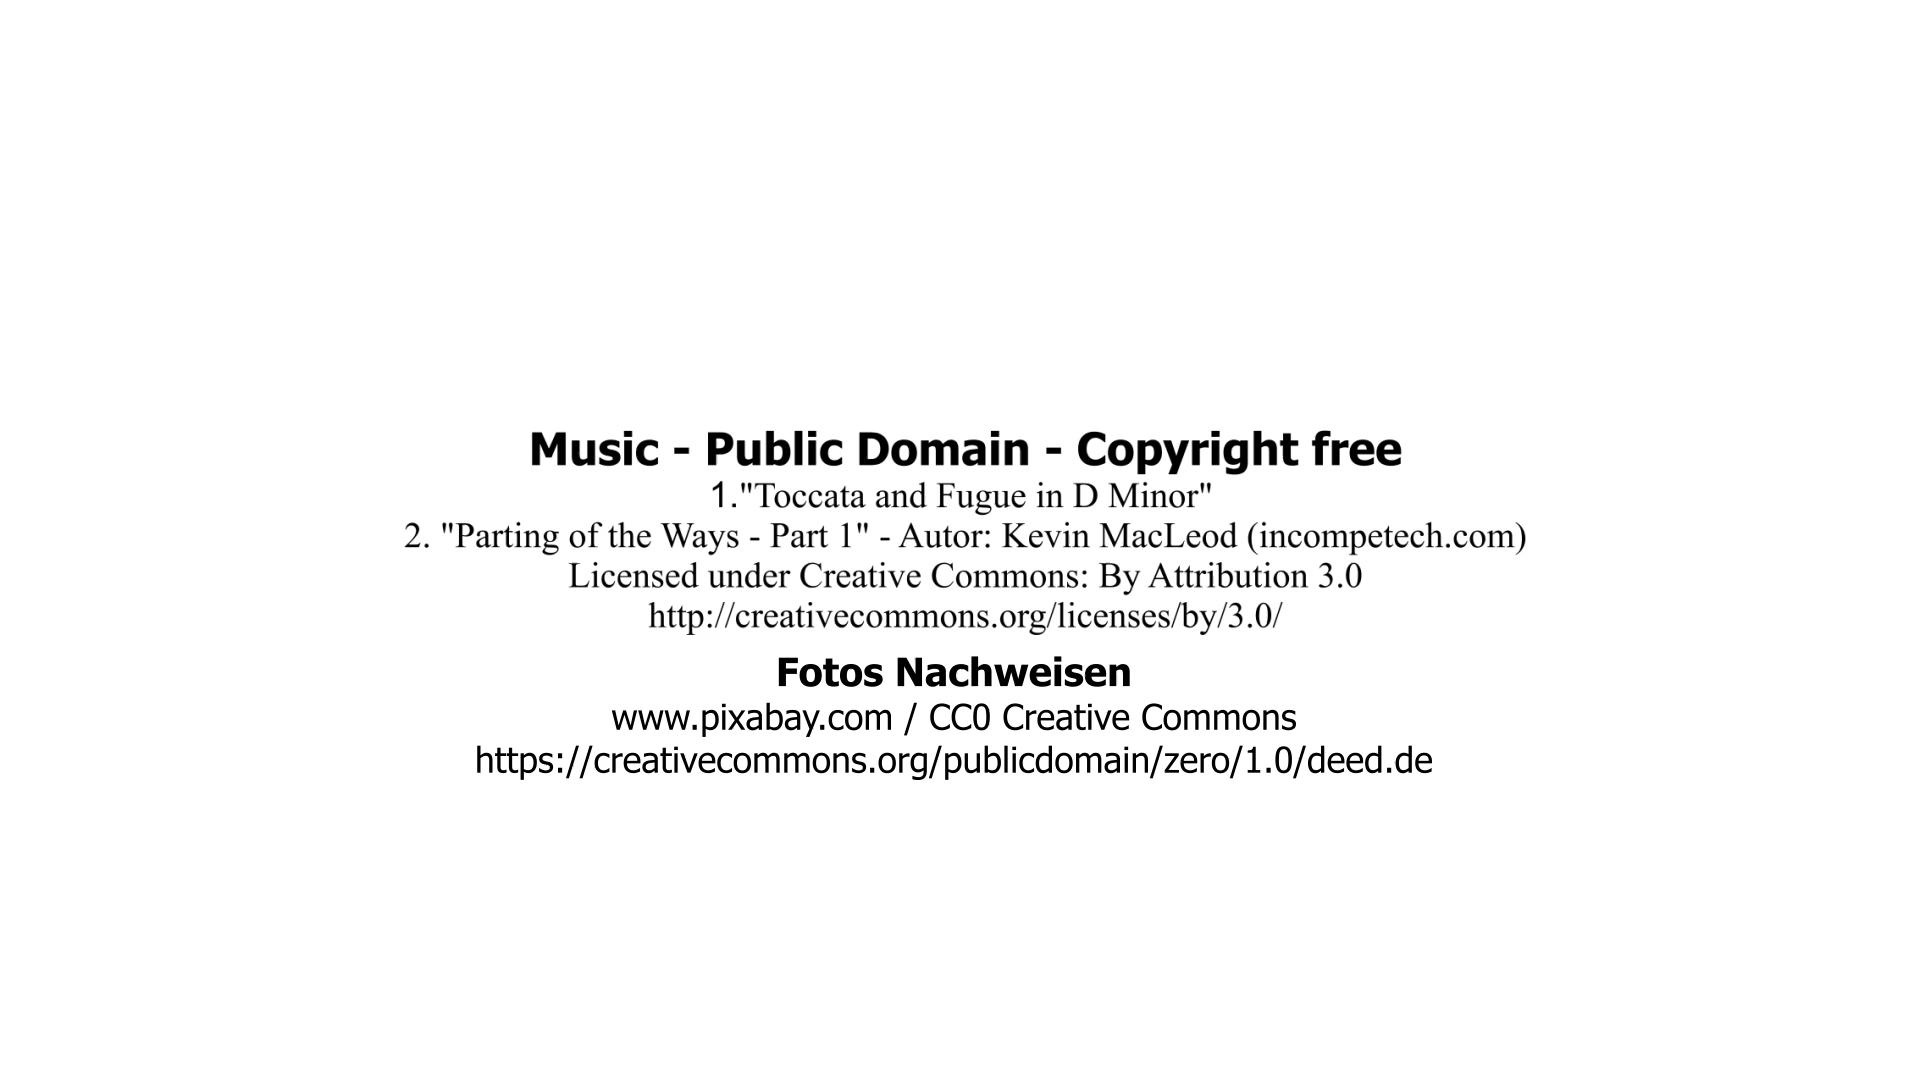 Music - Public Domain - Copyright free
1."Toccata and Fugue in D Minor"
2. "Parting of the Ways - Part 1" - Autor: Kevin MacLeod (incompetech.com)
Licensed under Creative Commons: By Attribution 3.0
http://creativecommons.org/licenses/by/3.0/
Fotos Nachweisen
www.pixabay.com / CC0 Creative Commons
https://creativecommons.org/publicdomain/zero/1.0/deed.de